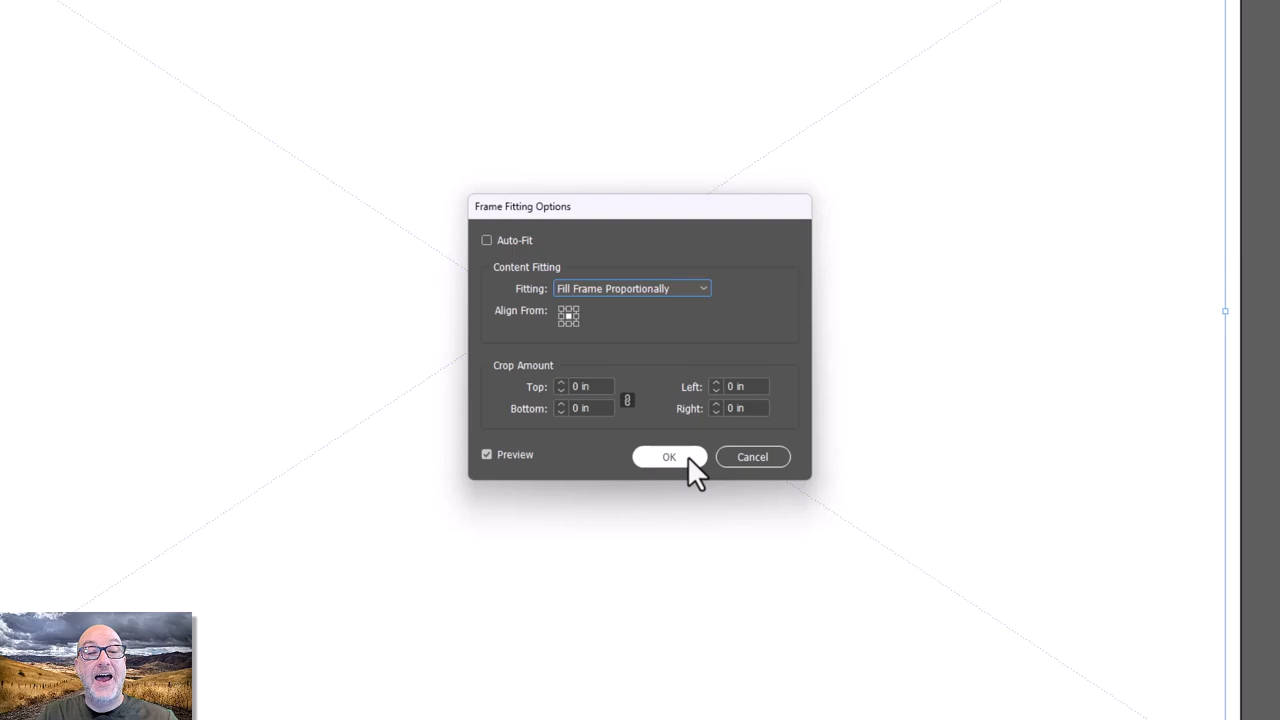 Frame Fitting Options
Auto-Fit
Content Fitting
Fitting: Fill Frame Proportionally
Align From:
Crop Amount
Top: 0 in Left: 0 in
Bottom: 0 in Right: 0 in
Preview OK Cancel